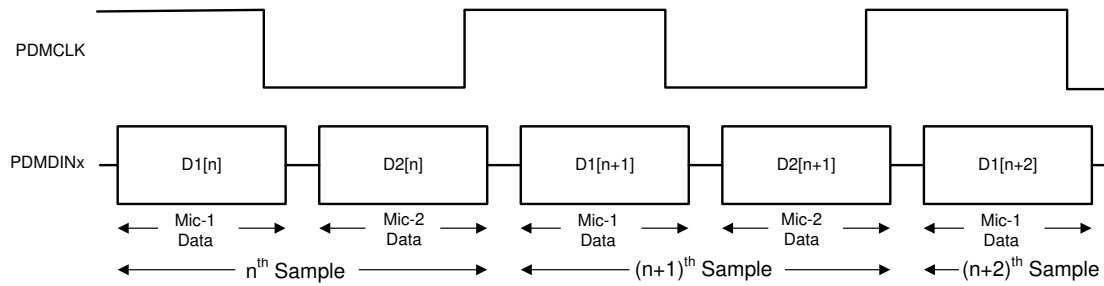 PDMCLK
PDMDINx
D1[n]
D2[n]
D1[n+1]
D2[n+1]
D1[n+2]
Mic-1
Data
Mic-2
Data
Mic-1
Data
Mic-2
Data
Mic-1
Data
nth Sample
(n+1)th Sample
(n+2)th Sample